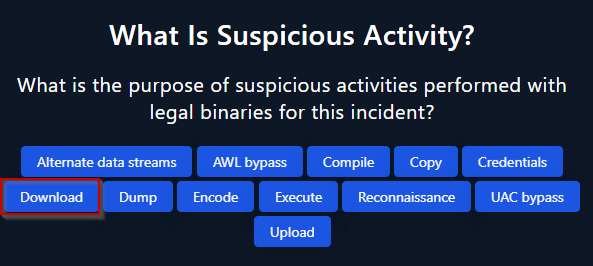 What Is Suspicious Activity?
What is the purpose of suspicious activities performed with
legal binaries for this incident?
Alternate data streams AWL bypass Compile Copy Credentials
Download Dump Encode Execute Reconnaissance UAC bypass
Upload